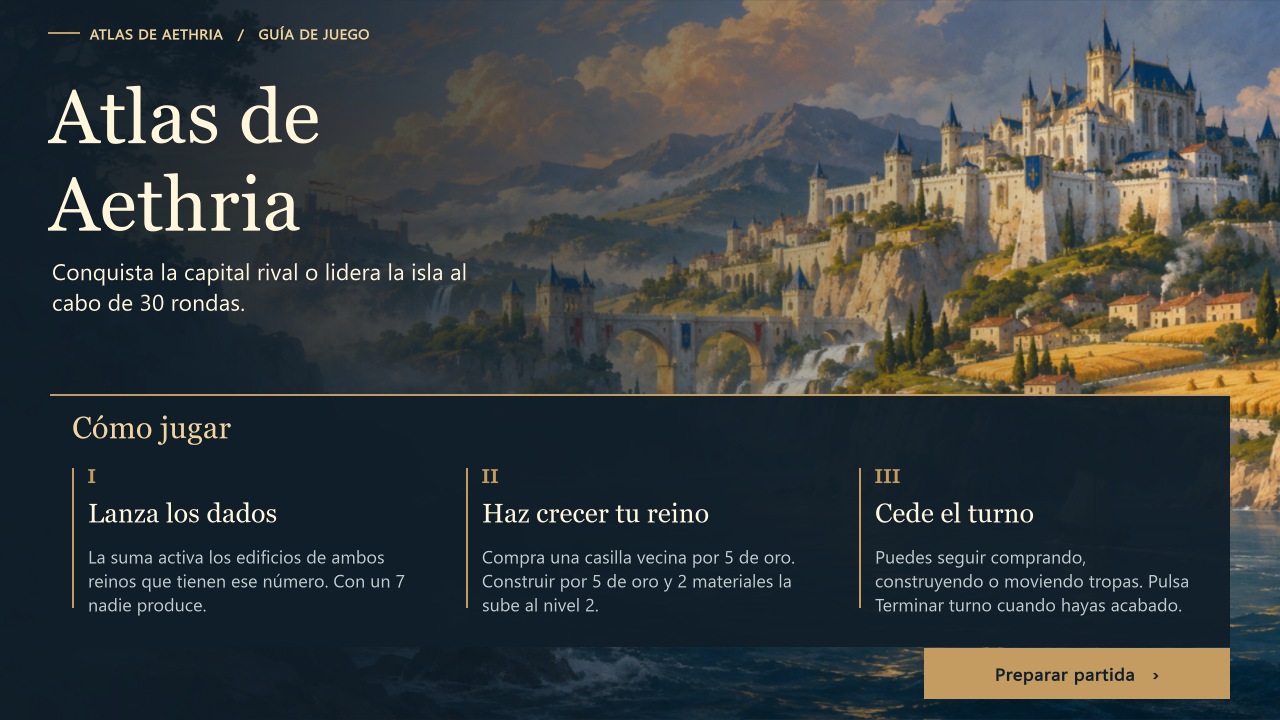 ATLAS DE AETHRIA / GUÍA DE JUEGO
Atlas de
Aethria
Conquista la capital rival o lidera la isla al
cabo de 30 rondas.
Cómo jugar
I
Lanza los dados
La suma activa los edificios de ambos
reinos que tienen ese número. Con un 7
nadie produce.
II
Haz crecer tu reino
Compra una casilla vecina por 5 de oro.
Construir por 5 de oro y 2 materiales la
sube al nivel 2.
III
Cede el turno
Puedes seguir comprando,
construyendo o moviendo tropas. Pulsa
Terminar turno cuando hayas acabado.
Preparar partida ›